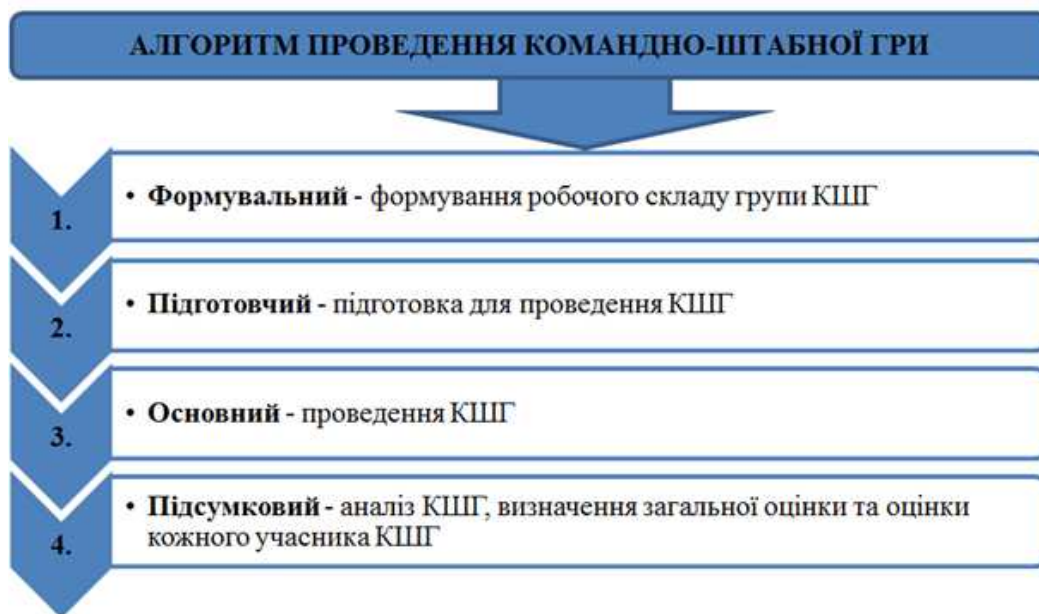 АЛГОРИТМ ПРОВЕДЕННЯ КОМАНДНО-ШТАБНОЇ ГРИ
1.
• Формувальний - формування робочого складу групи КШГ
2.
• Підготовчий - підготовка для проведення КШГ
3.
• Основний - проведення КШГ
4.
• Підсумковий - аналіз КШГ, визначення загальної оцінки та оцінки
кожного учасника КШГ